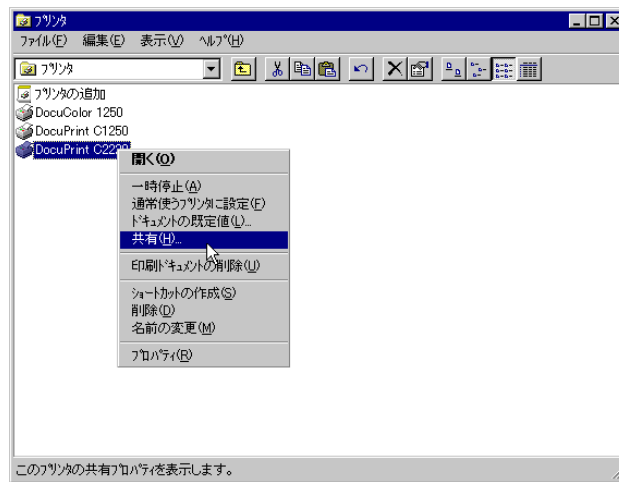 プリンタ
ファイル(F) 編集(E) 表示(V) ヘルプ(H)
プリンタ
プリンタの追加
DocuColor 1250
DocuPrint C1250
DocuPrint C2220
開く(O)
一時停止(A)
通常使うプリンタに設定(F)
ドキュメントの既定値(L)...
共有(H)...
印刷ドキュメントの削除(U)
ショートカットの作成(S)
削除(D)
名前の変更(M)
プロパティ(R)
このプリンタの共有プロパティを表示します。